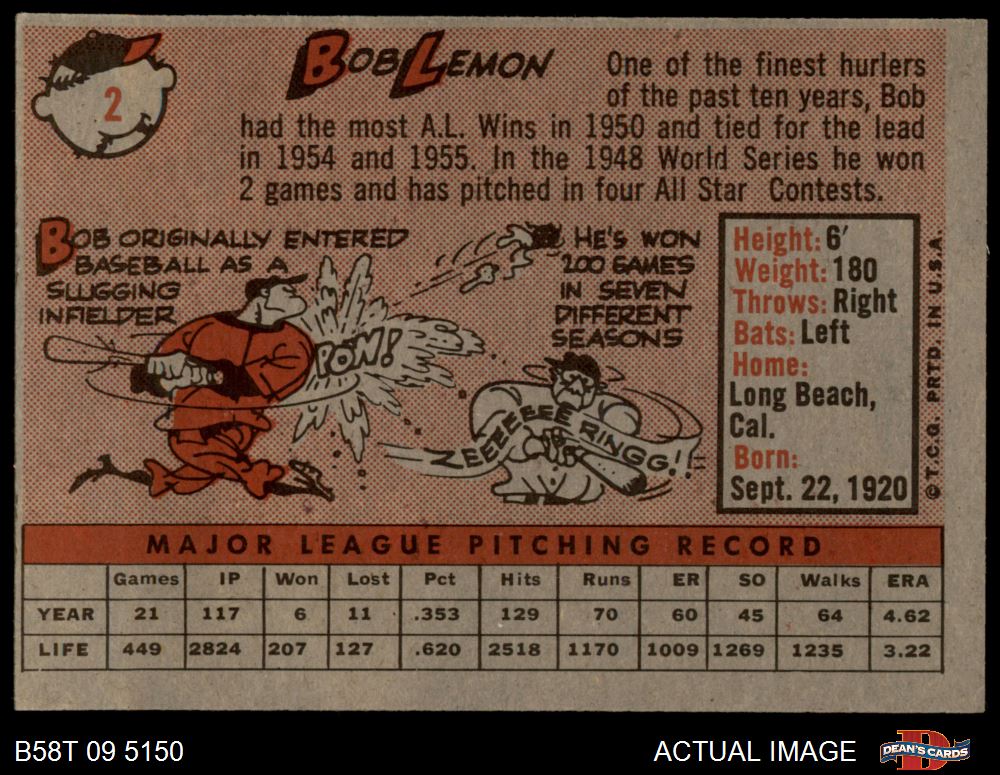 2
BOB LEMON
One of the finest hurlers
of the past ten years, Bob
had the most A.L. Wins in 1950 and tied for the lead
in 1954 and 1955. In the 1948 World Series he won
2 games and has pitched in four All Star Contests.
BOB ORIGINALLY ENTERED
BASEBALL AS A
SLUGGING
INFIELDER
POW!
HE'S WON
200 GAMES
IN SEVEN
DIFFERENT
SEASONS
ZEEEEEEE RINGG!!
Height: 6'
Weight: 180
Throws: Right
Bats: Left
Home:
Long Beach,
Cal.
Born:
Sept. 22, 1920
© T.C.G. PRTD. IN U.S.A.
MAJOR LEAGUE PITCHING RECORD
Games IP Won Lost Pct Hits Runs ER SO Walks ERA
YEAR 21 117 6 11 .353 129 70 60 45 64 4.62
LIFE 449 2824 207 127 .620 2518 1170 1009 1269 1235 3.22
B58T 09 5150 ACTUAL IMAGE DEAN'S CARDS